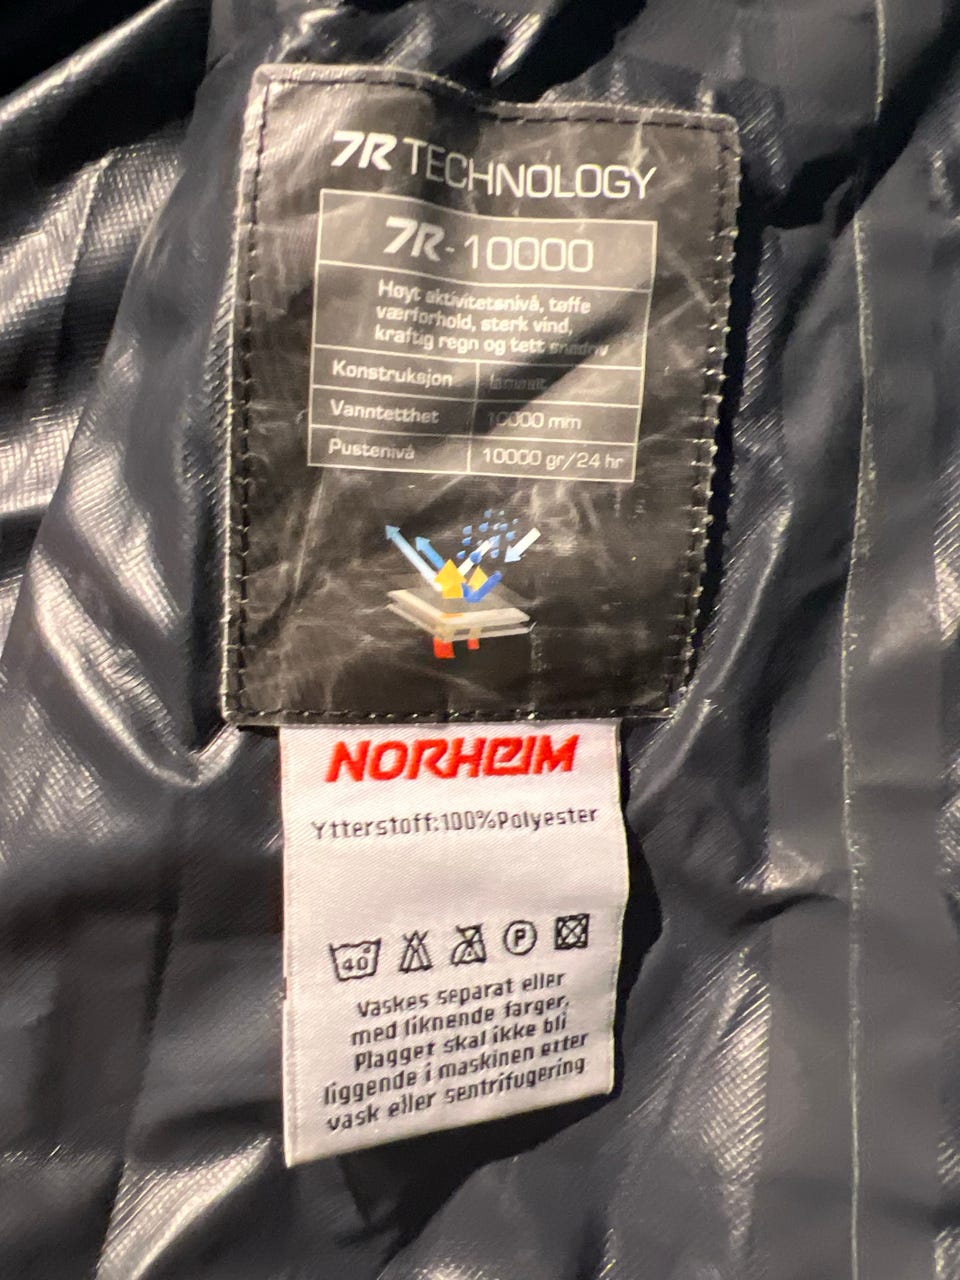 7R TECHNOLOGY
7R-10000
Høyt aktivitetsnivå, tøffe
værforhold, sterk vind,
kraftig regn og tett
Konstruksjon
Vanntetthet 10000 mm
Pustenivå 10000 gr/24 hr
NORHEIM
Ytterstoff:100%Polyester
40 P
Vaskes separat eller
med liknende farger.
Plagget skal ikke bli
liggende i maskinen etter
vask eller sentrifugering